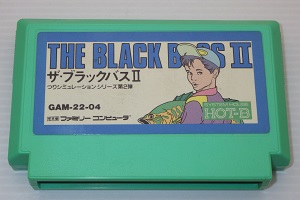 THE BLACK BASS II
ザ・ブラックバスII
つりシミュレーションシリーズ第2弾
GAM-22-04
ファミリーコンピュータ
HOT-B